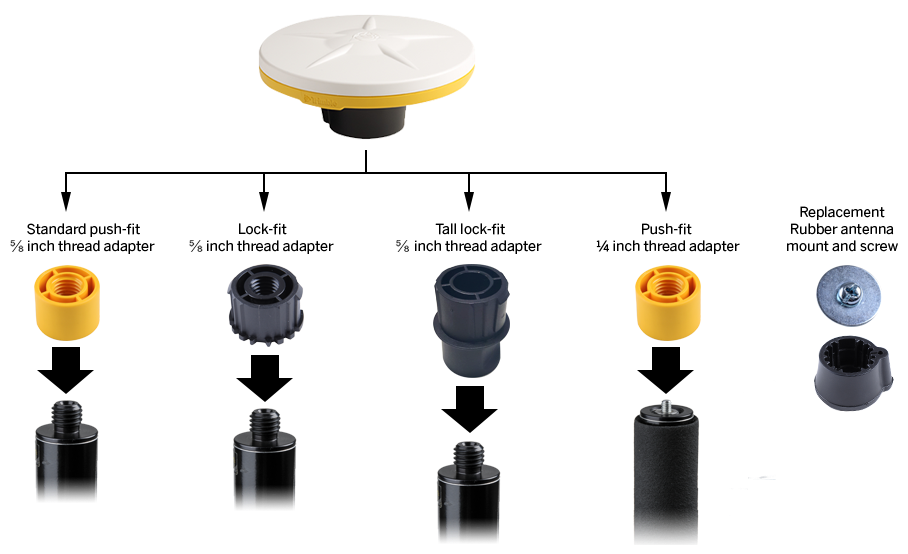 Standard push-fit
⅝ inch thread adapter
Lock-fit
⅝ inch thread adapter
Tall lock-fit
⅝ inch thread adapter
Push-fit
¼ inch thread adapter
Replacement
Rubber antenna
mount and screw